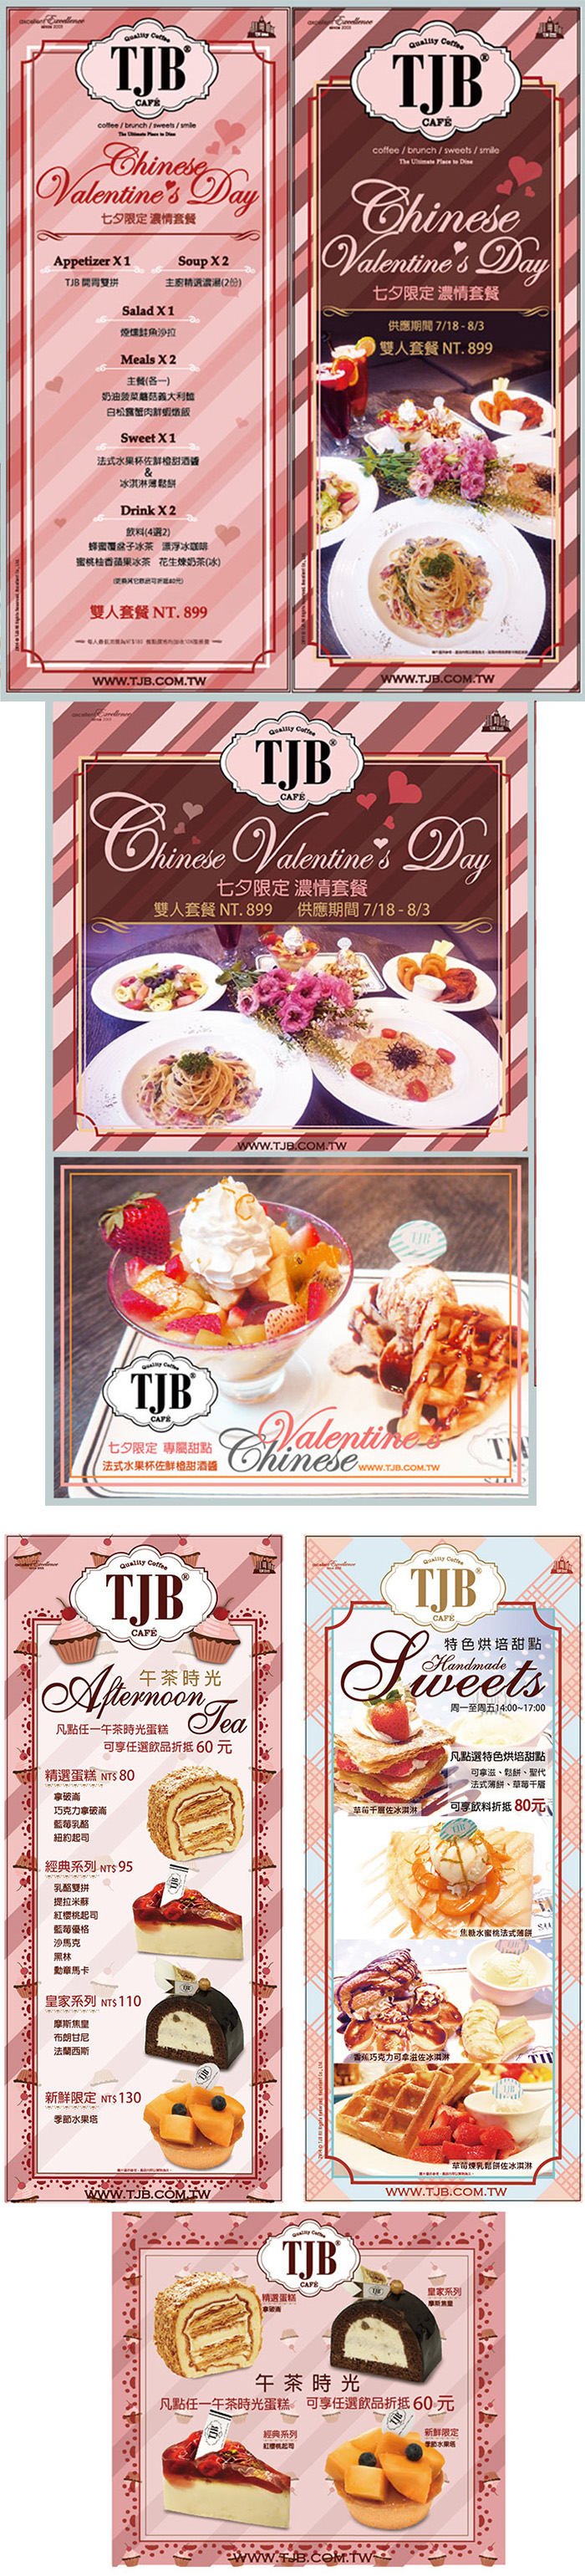 excellent Excellence
SINCE 2003
Quality Coffee
TJB®
CAFÉ
coffee / brunch / sweets / smile
The Ultimate Place to Dine
Chinese
Valentine's Day
七夕限定 濃情套餐
Appetizer X 1
TJB 開胃雙拼
Soup X 2
主廚精選濃湯(2份)
Salad X 1
煙燻鮭魚沙拉
Meals X 2
主餐(各一)
奶油菠菜蘑菇義大利麵
白松露蟹肉鮮蝦燉飯
Sweet X 1
法式水果杯佐鮮橙甜酒醬
&
冰淇淋薄鬆餅
Drink X 2
飲料(4選2)
蜂蜜覆盆子冰茶 漂浮冰咖啡
蜜桃柚香蘋果冰茶 花生煉奶茶(冰)
雙人套餐 NT. 899
WWW.TJB.COM.TW
Quality Coffee
TJB®
CAFÉ
coffee / brunch / sweets / smile
The Ultimate Place to Dine
Chinese
Valentine's Day
七夕限定 濃情套餐
供應期間 7/18 - 8/3
雙人套餐 NT. 899
WWW.TJB.COM.TW
Quality Coffee
TJB®
CAFÉ
Chinese Valentine's Day
七夕限定 濃情套餐
雙人套餐 NT. 899 供應期間 7/18 - 8/3
WWW.TJB.COM.TW
TJB
Quality Coffee
TJB®
CAFÉ
Valentine's
Chinese
七夕限定 專屬甜點
法式水果杯佐鮮橙甜酒醬
WWW.TJB.COM.TW
Quality Coffee
TJB®
CAFÉ
午茶時光
Afternoon
Tea
凡點任一午茶時光蛋糕
可享任選飲品折抵 60 元
精選蛋糕 NT$ 80
拿破崙
巧克力拿破崙
藍莓乳酪
紐約起司
經典系列 NT$ 95
乳酪雙拼
提拉米蘇
紅櫻桃起司
藍莓優格
沙馬克
黑林
勳章馬卡
皇家系列 NT$ 110
摩斯焦皇
布朗甘尼
法蘭西斯
新鮮限定 NT$ 130
季節水果塔
WWW.TJB.COM.TW
Quality Coffee
TJB®
CAFÉ
特色烘培甜點
Handmade
Sweets
周一至周五14:00~17:00
凡點選特色烘培甜點
可拿滋、鬆餅、聖代
法式薄餅、草莓千層
可享飲料折抵 80元
草莓千層佐冰淇淋
焦糖水蜜桃法式薄餅
香蕉巧克力可拿滋佐冰淇淋
草莓煉乳鬆餅佐冰淇淋
WWW.TJB.COM.TW
Quality Coffee
TJB®
CAFÉ
精選蛋糕
拿破崙
皇家系列
摩斯焦皇
午茶時光
凡點任一午茶時光蛋糕 可享任選飲品折抵 60 元
經典系列
紅櫻桃起司
新鮮限定
季節水果塔
WWW.TJB.COM.TW